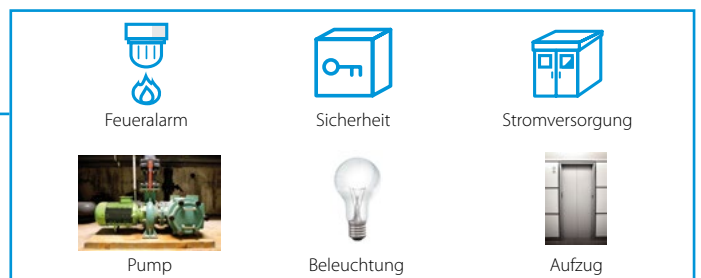 Feueralarm
Sicherheit
Stromversorgung
Pump
Beleuchtung
Aufzug